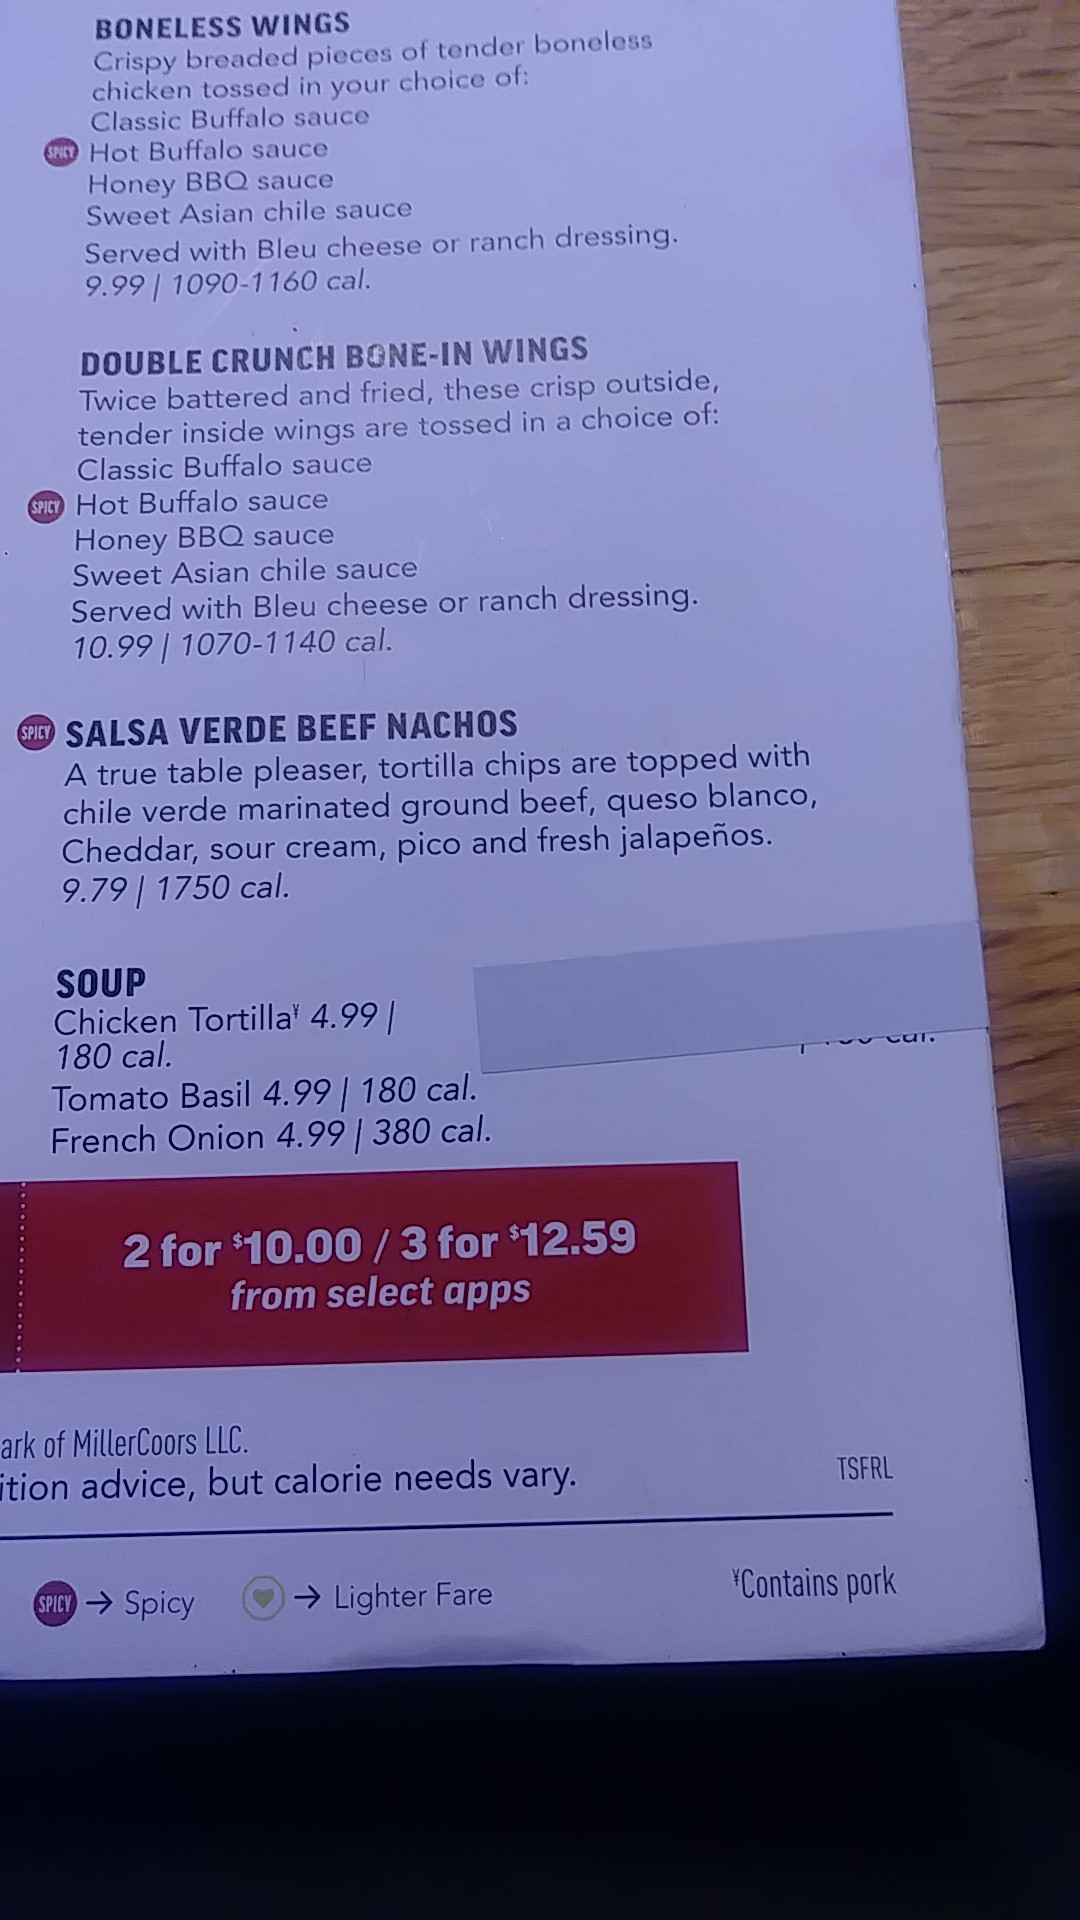 BONELESS WINGS
Crispy breaded pieces of tender boneless
chicken tossed in your choice of:
Classic Buffalo sauce
SPICY Hot Buffalo sauce
Honey BBQ sauce
Sweet Asian chile sauce
Served with Bleu cheese or ranch dressing.
9.99 | 1090-1160 cal.
DOUBLE CRUNCH BONE-IN WINGS
Twice battered and fried, these crisp outside,
tender inside wings are tossed in a choice of:
Classic Buffalo sauce
SPICY Hot Buffalo sauce
Honey BBQ sauce
Sweet Asian chile sauce
Served with Bleu cheese or ranch dressing.
10.99 | 1070-1140 cal.
SPICY SALSA VERDE BEEF NACHOS
A true table pleaser, tortilla chips are topped with
chile verde marinated ground beef, queso blanco,
Cheddar, sour cream, pico and fresh jalapeños.
9.79 | 1750 cal.
SOUP
Chicken Tortilla¥ 4.99 |
180 cal.
Tomato Basil 4.99 | 180 cal.
French Onion 4.99 | 380 cal.
2 for $10.00 / 3 for $12.59
from select apps
ark of MillerCoors LLC.
ition advice, but calorie needs vary.
TSFRL
SPICY → Spicy → Lighter Fare
¥Contains pork